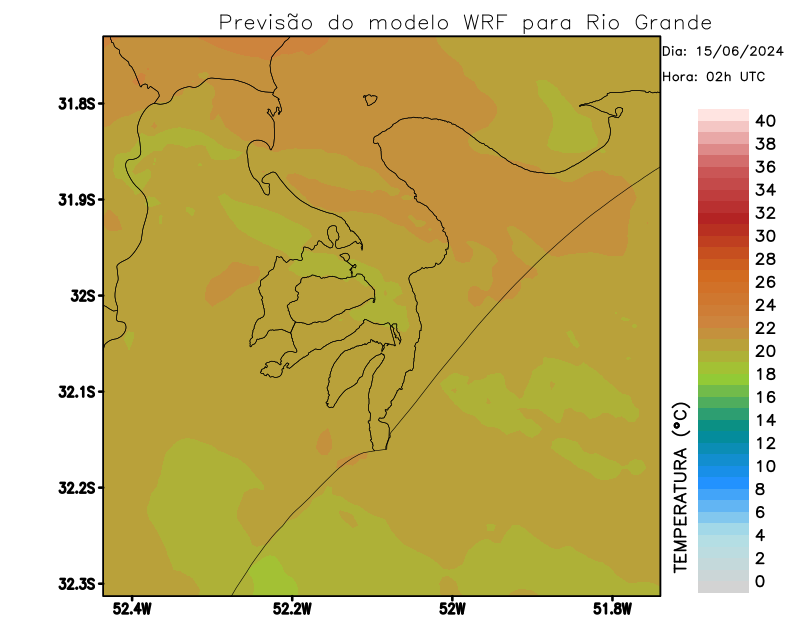 Previsão do modelo WRF para Rio Grande
Dia: 15/06/2024
Hora: 02h UTC
31.8S
31.9S
32S
32.1S
32.2S
32.3S
52.4W
52.2W
52W
51.8W
TEMPERATURA (°C)
40
38
36
34
32
30
28
26
24
22
20
18
16
14
12
10
8
6
4
2
0